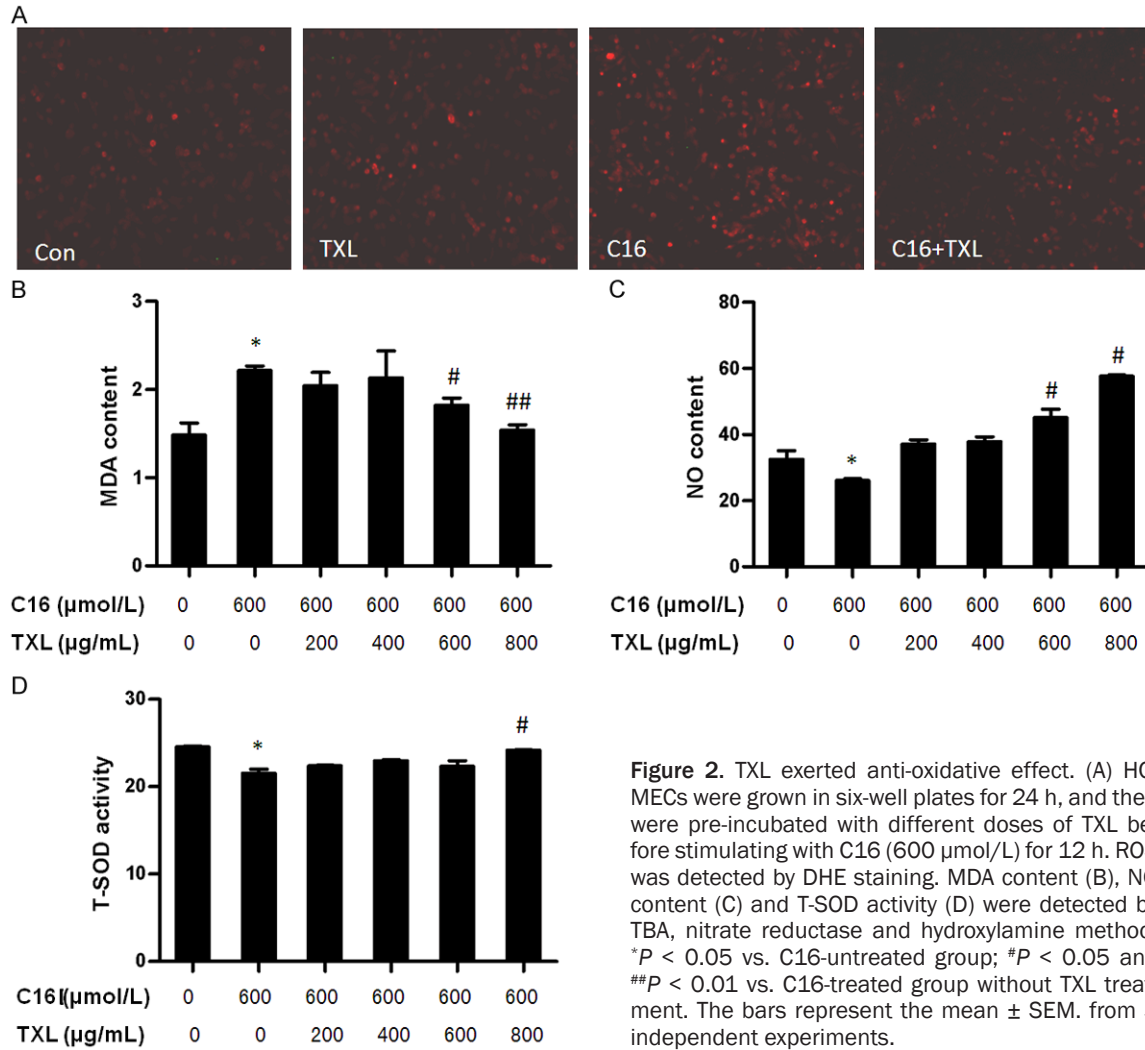 A
Con
TXL
C16
C16+TXL
B
3
2
1
0
MDA content
*
#
##
C16 (µmol/L) 0 600 600 600 600 600
TXL (µg/mL) 0 0 200 400 600 800
C
80
60
40
20
0
NO content
*
#
#
C16 (µmol/L) 0 600 600 600 600 600
TXL (µg/mL) 0 0 200 400 600 800
D
30
20
10
0
T-SOD activity
*
#
C16l(µmol/L) 0 600 600 600 600 600
TXL (µg/mL) 0 0 200 400 600 800
Figure 2. TXL exerted anti-oxidative effect. (A)
MECs were grown in six-well plates for 24 h, and
were pre-incubated with different doses of TXL be-
fore stimulating with C16 (600 µmol/L) for 12 h.
was detected by DHE staining. MDA content (B),
content (C) and T-SOD activity (D) were detected
TBA, nitrate reductase and hydroxylamine
*P < 0.05 vs. C16-untreated group; #P < 0.05
##P < 0.01 vs. C16-treated group without TXL treat-
ment. The bars represent the mean ± SEM. from
independent experiments.